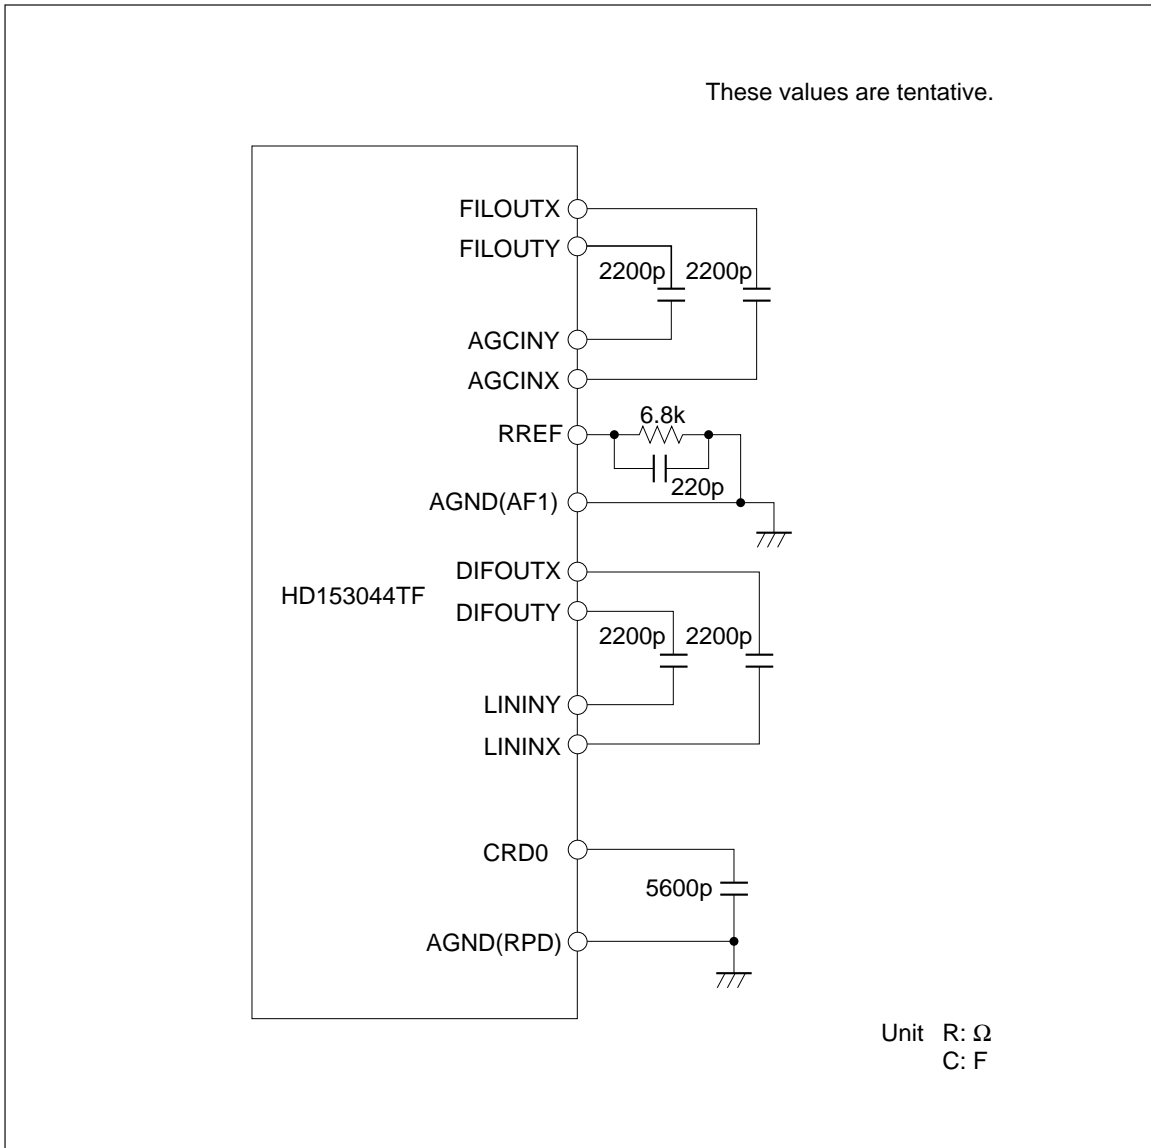 These values are tentative.
FILOUTX
FILOUTY
2200p 2200p
AGCINY
AGCINX
6.8k
RREF
220p
AGND(AF1)
DIFOUTX
HD153044TF
DIFOUTY
2200p 2200p
LININY
LININX
CRD0
5600p
AGND(RPD)
Unit R: Ω
C: F